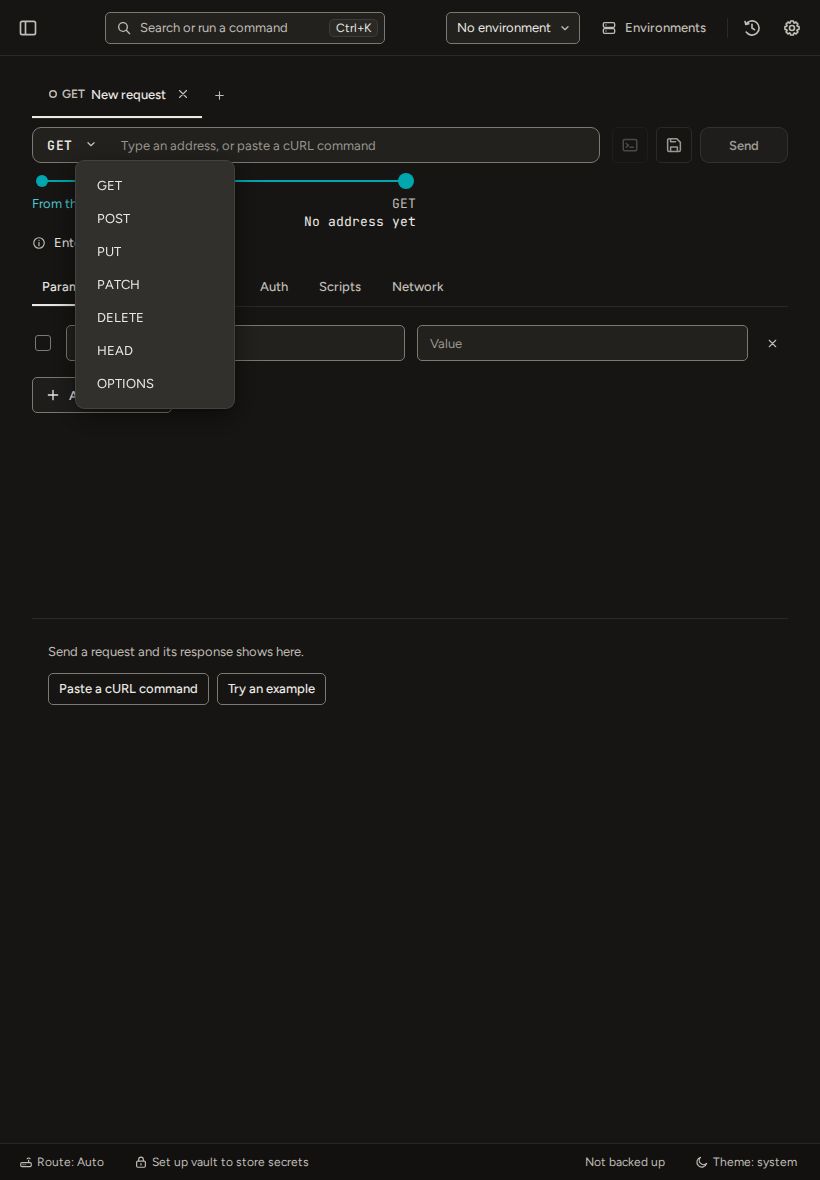 Search or run a command Ctrl+K No environment Environments
GET New request
GET Type an address, or paste a cURL command Send
GET
POST
PUT
PATCH
DELETE
HEAD
OPTIONS
From th
GET
No address yet
Param Auth Scripts Network
Value
Send a request and its response shows here.
Paste a cURL command Try an example
Route: Auto Set up vault to store secrets Not backed up Theme: system